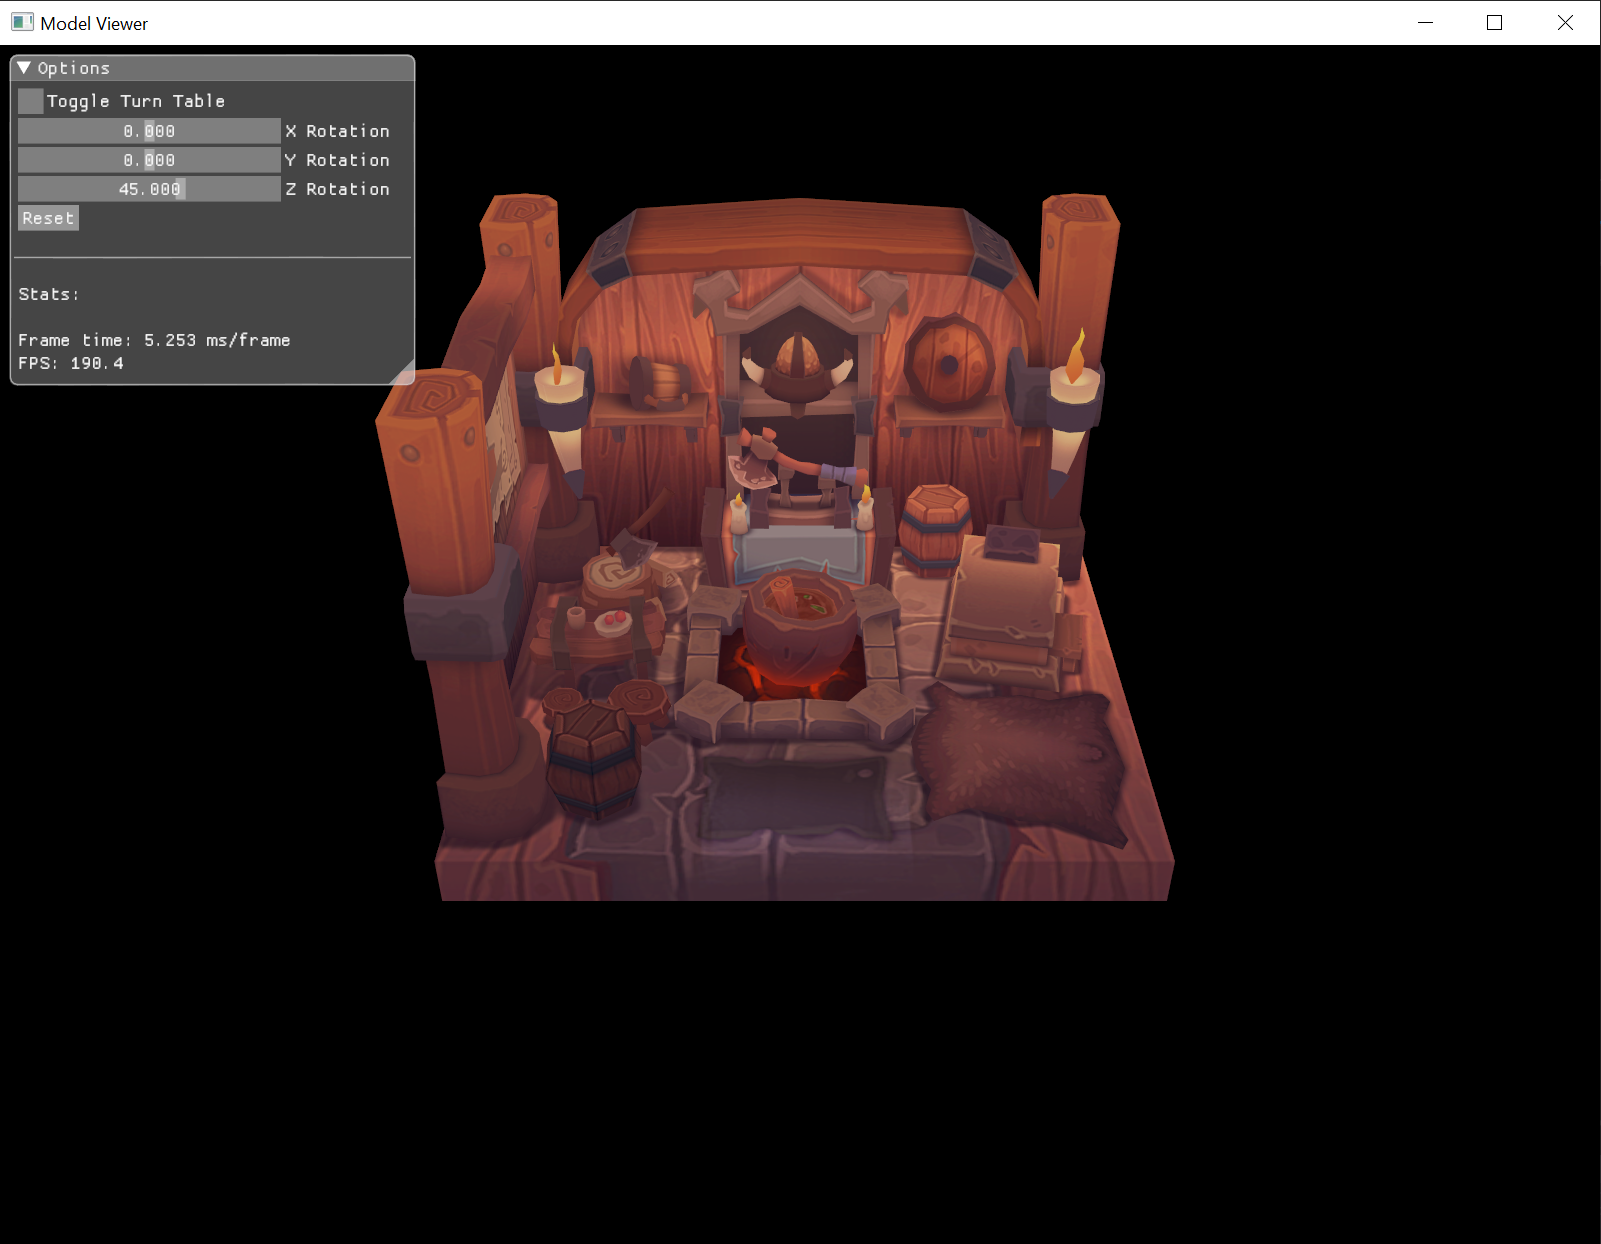 Model Viewer
Options
Toggle Turn Table
0.000 X Rotation
0.000 Y Rotation
45.000 Z Rotation
Reset
Stats:
Frame time: 5.253 ms/frame
FPS: 190.4